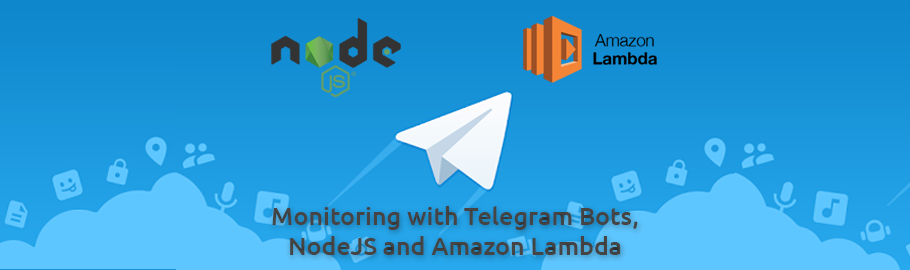 node
JS
Amazon
Lambda
Monitoring with Telegram Bots,
NodeJS and Amazon Lambda